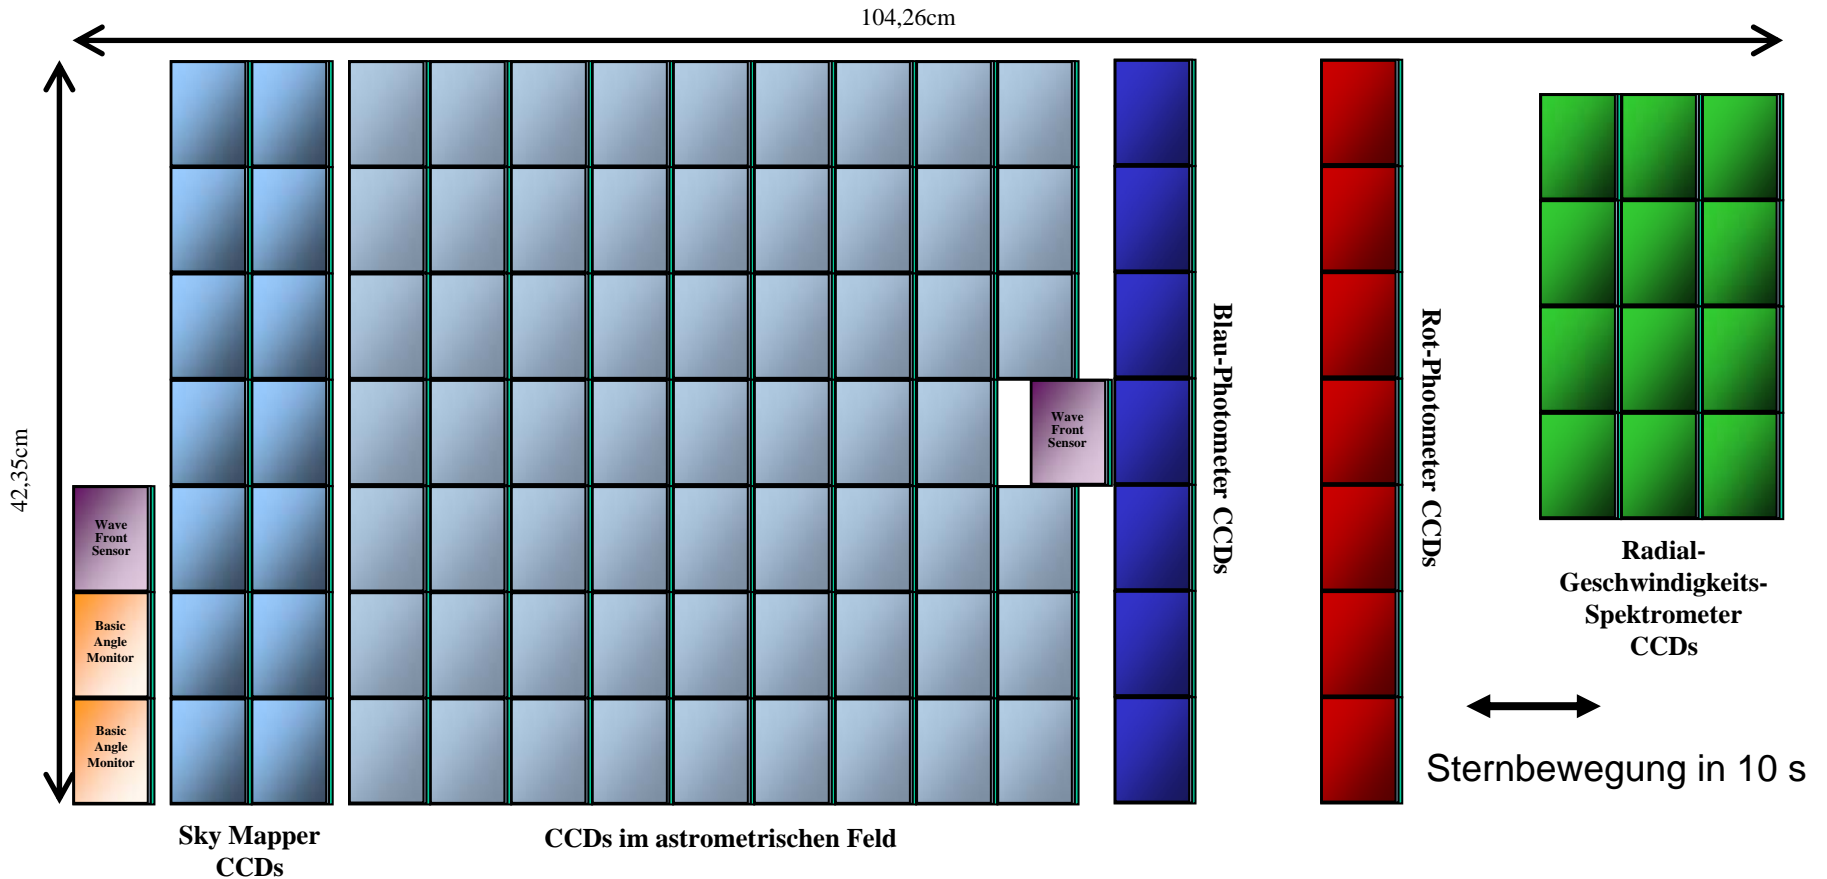 104,26cm
42,35cm
Wave
Front
Sensor
Basic
Angle
Monitor
Basic
Angle
Monitor
Sky Mapper
CCDs
CCDs im astrometrischen Feld
Wave
Front
Sensor
Blau-Photometer CCDs
Rot-Photometer CCDs
Radial-
Geschwindigkeits-
Spektrometer
CCDs
Sternbewegung in 10 s